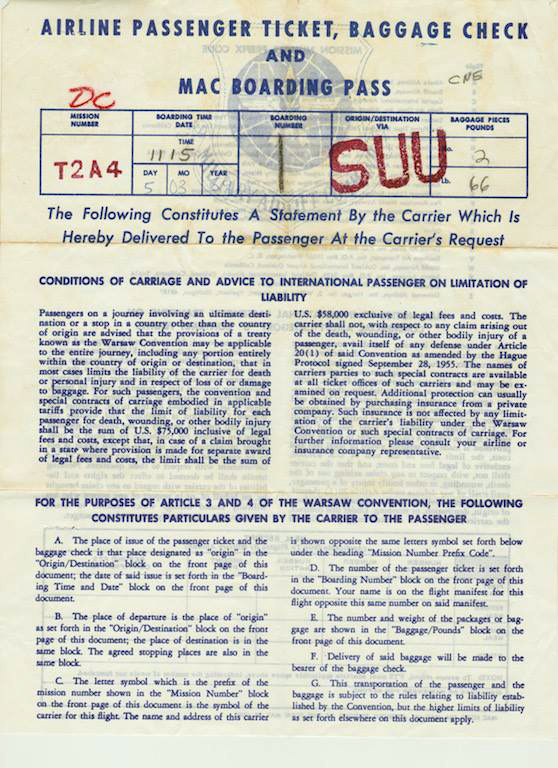 AIRLINE PASSENGER TICKET, BAGGAGE CHECK
AND
MAC BOARDING PASS
CNE
DC
MISSION NUMBER
BOARDING TIME DATE
BOARDING NUMBER
ORIGIN/DESTINATION VIA
BAGGAGE PIECES POUNDS
T2A4
TIME
1115
DAY
5
MO
03
YEAR
SUU
No.
2
Lb.
66
The Following Constitutes A Statement By the Carrier Which Is
Hereby Delivered To the Passenger At the Carrier's Request
CONDITIONS OF CARRIAGE AND ADVICE TO INTERNATIONAL PASSENGER ON LIMITATION OF
LIABILITY
Passengers on a journey involving an ultimate desti-
nation or a stop in a country other than the country
of origin are advised that the provisions of a treaty
known as the Warsaw Convention may be applicable
to the entire journey, including any portion entirely
within the country of origin or destination, that in
most cases limits the liability of the carrier for death
or personal injury and in respect of loss of or damage
to baggage. For such passengers, the convention and
special contracts of carriage embodied in applicable
tariffs provide that the limit of liability for each
passenger for death, wounding, or other bodily injury
shall be the sum of U.S. $75,000 inclusive of legal
fees and costs, except that, in case of a claim brought
in a state where provision is made for separate award
of legal fees and costs, the limit shall be the sum of
U.S. $58,000 exclusive of legal fees and costs. The
carrier shall not, with respect to any claim arising out
of the death, wounding, or other bodily injury of a
passenger, avail itself of any defense under Article
20(1) of said Convention as amended by the Hague
Protocol signed September 28, 1955. The names of
carriers parties to such special contracts are available
at all ticket offices of such carriers and may be ex-
amined on request. Additional protection can usually
be obtained by purchasing insurance from a private
company. Such insurance is not affected by any limit-
ation of the carrier's liability under the Warsaw
Convention or such special contracts of carriage. For
further information please consult your airline or
insurance company representative.
FOR THE PURPOSES OF ARTICLE 3 AND 4 OF THE WARSAW CONVENTION, THE FOLLOWING
CONSTITUTES PARTICULARS GIVEN BY THE CARRIER TO THE PASSENGER
A. The place of issue of the passenger ticket and the
baggage check is that place designated as "origin" in the
"Origin/Destination" block on the front page of this
document; the date of said issue is set forth in the "Board-
ing Time and Date" block on the front page of this
document.
B. The place of departure is the place of "origin"
as set forth in the "Origin/Destination" block on the front
page of this document; the place of destination is in the
same block. The agreed stopping places are also in the
same block.
C. The letter symbol which is the prefix of the
mission number shown in the "Mission Number" block
on the front page of this document is the symbol of the
carrier for this flight. The name and address of this carrier
is shown opposite the same letters symbol set forth below
under the heading "Mission Number Prefix Code".
D. The number of the passenger ticket is set forth
in the "Boarding Number" block on the front page of this
document. Your name is on the flight manifest for this
flight opposite this same number on said manifest.
E. The number and weight of the packages or bag-
gage are shown in the "Baggage/Pounds" block on the
front page of this document.
F. Delivery of said baggage will be made to the
bearer of the baggage check.
G. This transportation of the passenger and the
baggage is subject to the rules relating to liability estab-
lished by the Convention, but the higher limits of liability
as set forth elsewhere on this document apply.